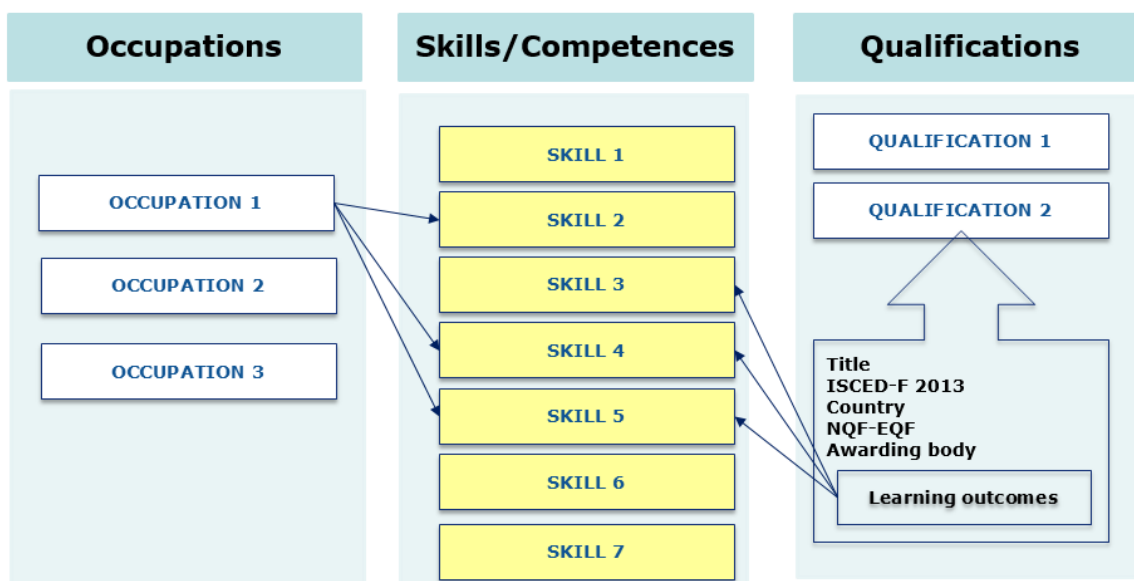 Occupations
Skills/Competences
Qualifications
OCCUPATION 1
OCCUPATION 2
OCCUPATION 3
SKILL 1
SKILL 2
SKILL 3
SKILL 4
SKILL 5
SKILL 6
SKILL 7
QUALIFICATION 1
QUALIFICATION 2
Title
ISCED-F 2013
Country
NQF-EQF
Awarding body
Learning outcomes